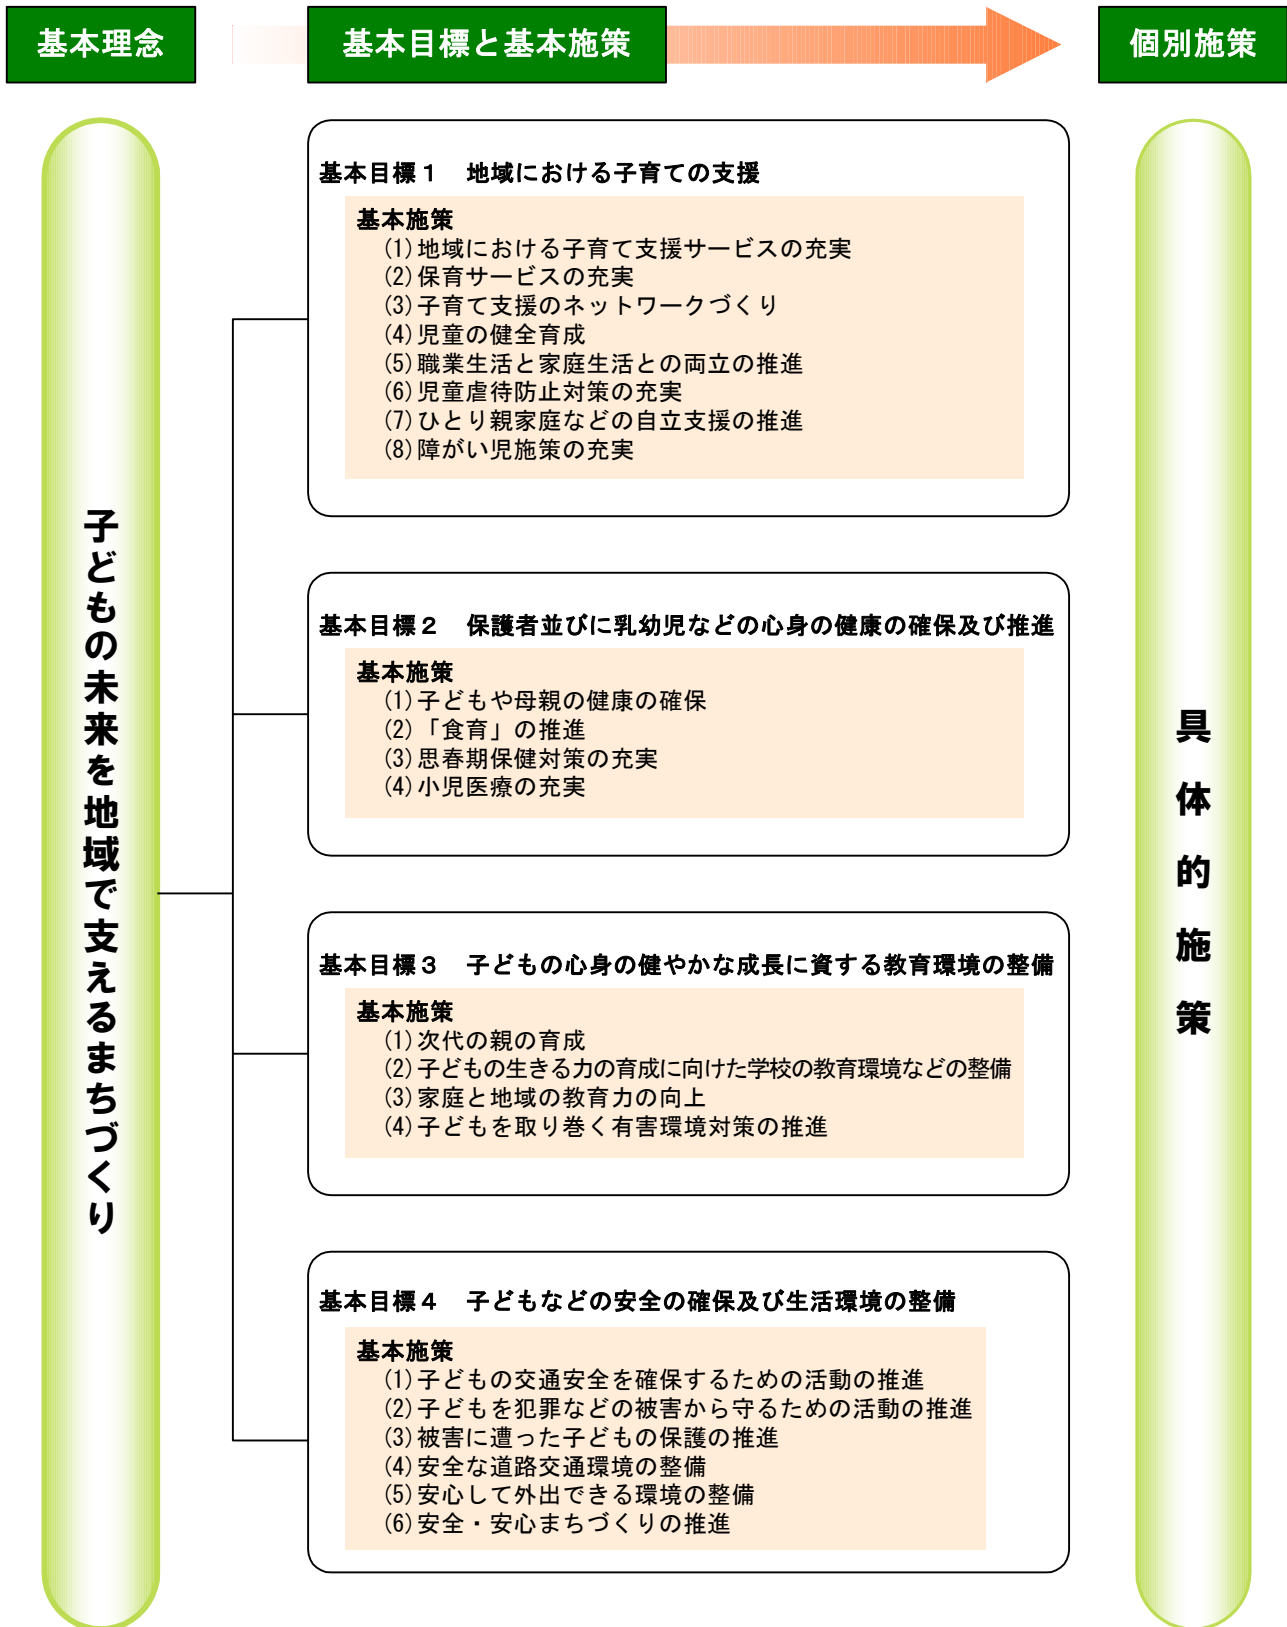 基本理念
基本目標と基本施策
個別施策
子どもの未来を地域で支えるまちづくり
基本目標１　地域における子育ての支援
基本施策
(1)地域における子育て支援サービスの充実
(2)保育サービスの充実
(3)子育て支援のネットワークづくり
(4)児童の健全育成
(5)職業生活と家庭生活との両立の推進
(6)児童虐待防止対策の充実
(7)ひとり親家庭などの自立支援の推進
(8)障がい児施策の充実
基本目標２　保護者並びに乳幼児などの心身の健康の確保及び推進
基本施策
(1)子どもや母親の健康の確保
(2)「食育」の推進
(3)思春期保健対策の充実
(4)小児医療の充実
基本目標３　子どもの心身の健やかな成長に資する教育環境の整備
基本施策
(1)次代の親の育成
(2)子どもの生きる力の育成に向けた学校の教育環境などの整備
(3)家庭と地域の教育力の向上
(4)子どもを取り巻く有害環境対策の推進
基本目標４　子どもなどの安全の確保及び生活環境の整備
基本施策
(1)子どもの交通安全を確保するための活動の推進
(2)子どもを犯罪などの被害から守るための活動の推進
(3)被害に遭った子どもの保護の推進
(4)安全な道路交通環境の整備
(5)安心して外出できる環境の整備
(6)安全・安心まちづくりの推進
具体的施策